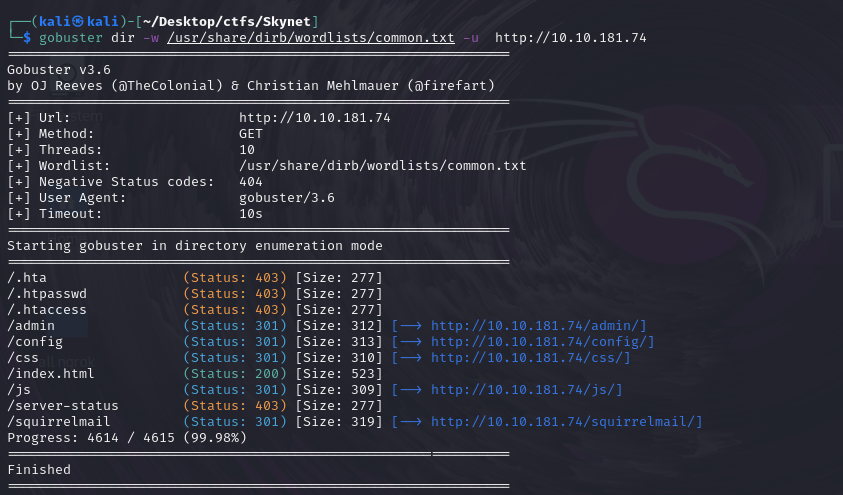 ┌──(kali㉿kali)-[~/Desktop/ctfs/Skynet]
└─$ gobuster dir -w /usr/share/dirb/wordlists/common.txt -u  http://10.10.181.74
===============================================================
Gobuster v3.6
by OJ Reeves (@TheColonial) & Christian Mehlmauer (@firefart)
===============================================================
[+] Url:                     http://10.10.181.74
[+] Method:                  GET
[+] Threads:                 10
[+] Wordlist:                /usr/share/dirb/wordlists/common.txt
[+] Negative Status codes:   404
[+] User Agent:              gobuster/3.6
[+] Timeout:                 10s
===============================================================
Starting gobuster in directory enumeration mode
===============================================================
/.hta                 (Status: 403) [Size: 277]
/.htpasswd            (Status: 403) [Size: 277]
/.htaccess            (Status: 403) [Size: 277]
/admin                (Status: 301) [Size: 312] [--> http://10.10.181.74/admin/]
/config               (Status: 301) [Size: 313] [--> http://10.10.181.74/config/]
/css                  (Status: 301) [Size: 310] [--> http://10.10.181.74/css/]
/index.html           (Status: 200) [Size: 523]
/js                   (Status: 301) [Size: 309] [--> http://10.10.181.74/js/]
/server-status        (Status: 403) [Size: 277]
/squirrelmail         (Status: 301) [Size: 319] [--> http://10.10.181.74/squirrelmail/]
Progress: 4614 / 4615 (99.98%)
===============================================================
Finished
===============================================================